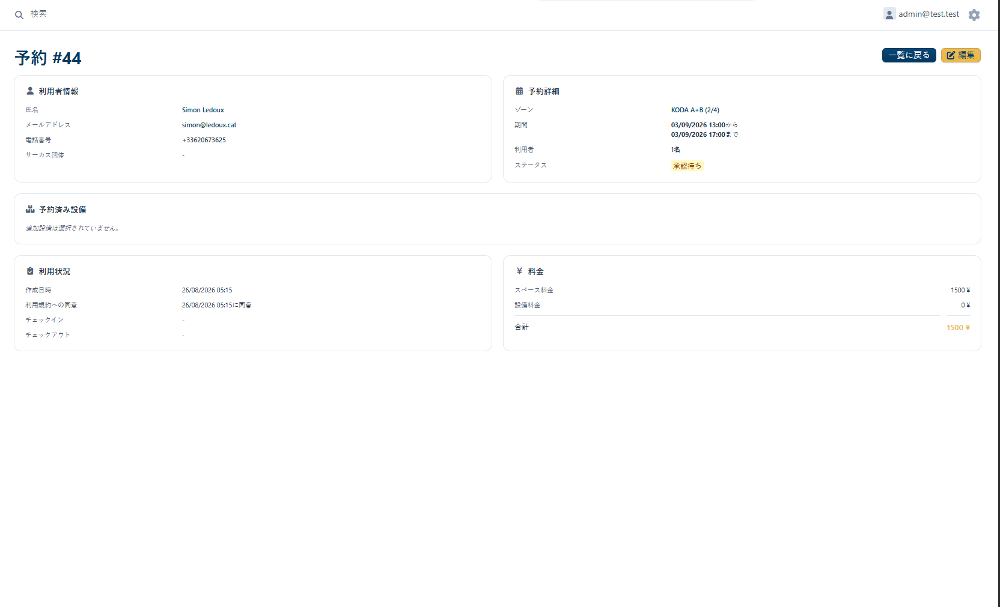 検索
admin@test.test
予約 #44
一覧に戻る
編集
利用者情報
氏名 Simon Ledoux
メールアドレス simon@ledoux.cat
電話番号 +33620673625
サーカス団体 -
予約詳細
ゾーン KODA A+B (2/4)
期間 03/09/2026 13:00から
03/09/2026 17:00まで
利用者 1名
ステータス 承認待ち
予約済み設備
追加設備は選択されていません。
利用状況
作成日時 26/08/2026 05:15
利用規約への同意 26/08/2026 05:15に同意
チェックイン -
チェックアウト -
¥ 料金
スペース料金 1500 ¥
設備料金 0 ¥
合計 1500 ¥